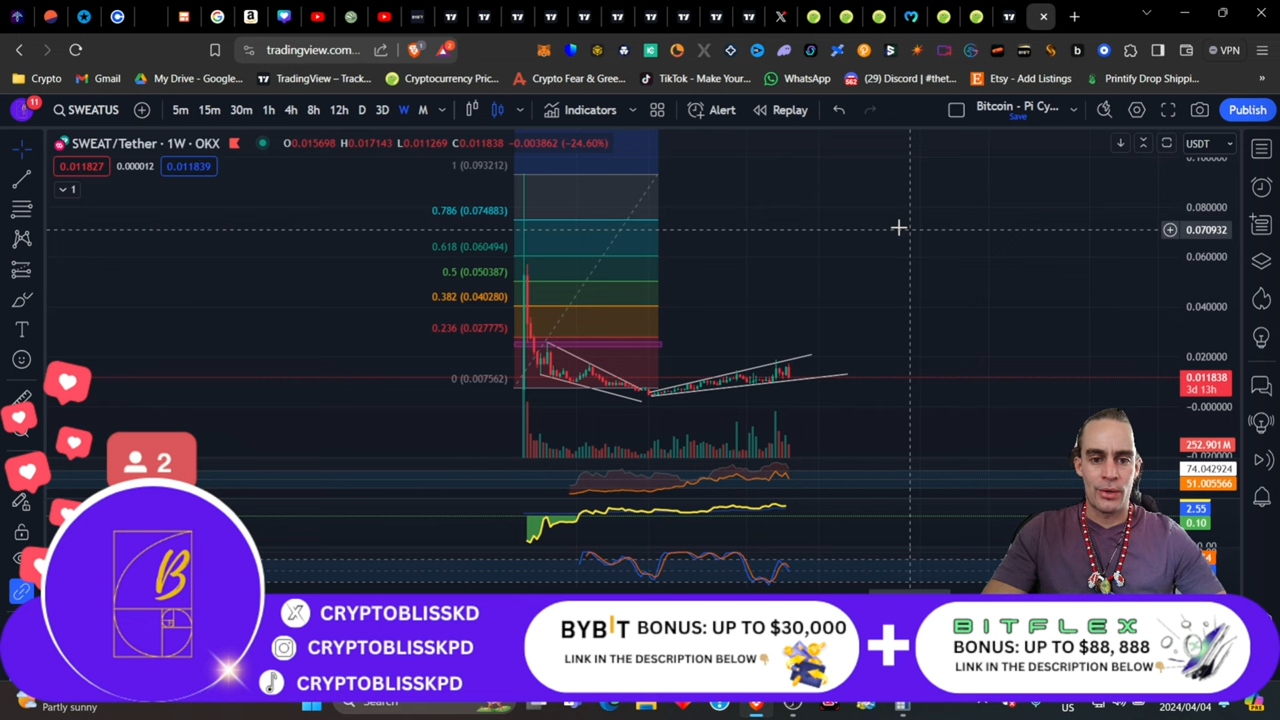 tradingview.com...
VPN
Crypto
Gmail
My Drive - Google...
TradingView – Track...
Cryptocurrency Pric...
Crypto Fear & Gree...
TikTok - Make Your...
WhatsApp
(29) Discord | #thet...
Etsy - Add Listings
Printify Drop Shippi...
11
SWEATUS
5m 15m 30m 1h 4h 8h 12h D 3D W M
Indicators
Alert
Replay
Bitcoin - Pi Cy...
Save
Publish
SWEAT/Tether · 1W · OKX
O0.015698 H0.017143 L0.011269 C0.011838 -0.003862 (-24.60%)
USDT
0.011827
0.000012
0.011839
1
1 (0.093212)
0.786 (0.074883)
0.618 (0.060494)
0.5 (0.050387)
0.382 (0.040280)
0.236 (0.027775)
0 (0.007562)
0.100000
0.080000
0.070932
0.060000
0.040000
0.020000
0.011838
3d 13h
-0.000000
252.901M
-0.020000
74.042924
51.005566
2.55
0.10
2
B
CRYPTOBLISSKD
CRYPTOBLISSKPD
CRYPTOBLISSKPD
BYBIT BONUS: UP TO $30,000
LINK IN THE DESCRIPTION BELOW
BITFLEX
BONUS: UP TO $88, 888
LINK IN THE DESCRIPTION BELOW
Partly sunny
Search
US
2024/04/04